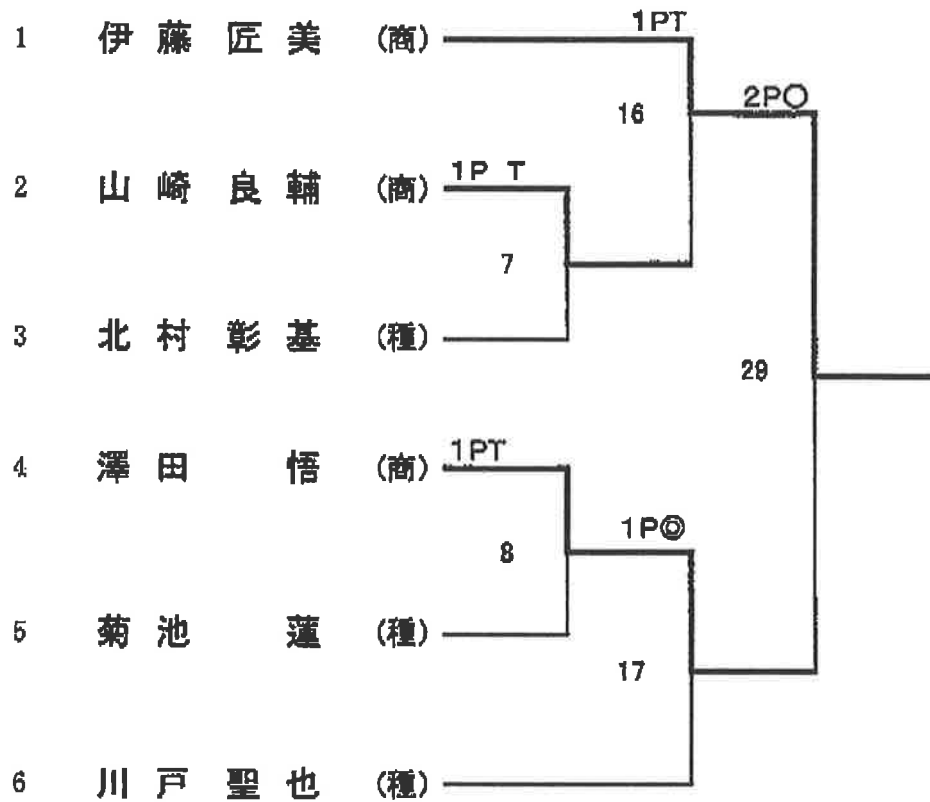 1PT
1 伊藤匠美 (商)
16
2PO
1P T
2 山崎良輔 (商)
7
3 北村彰基 (種)
29
1PT
4 澤田 悟 (商)
1P◎
8
5 菊池 蓮 (種)
17
6 川戸聖也 (種)